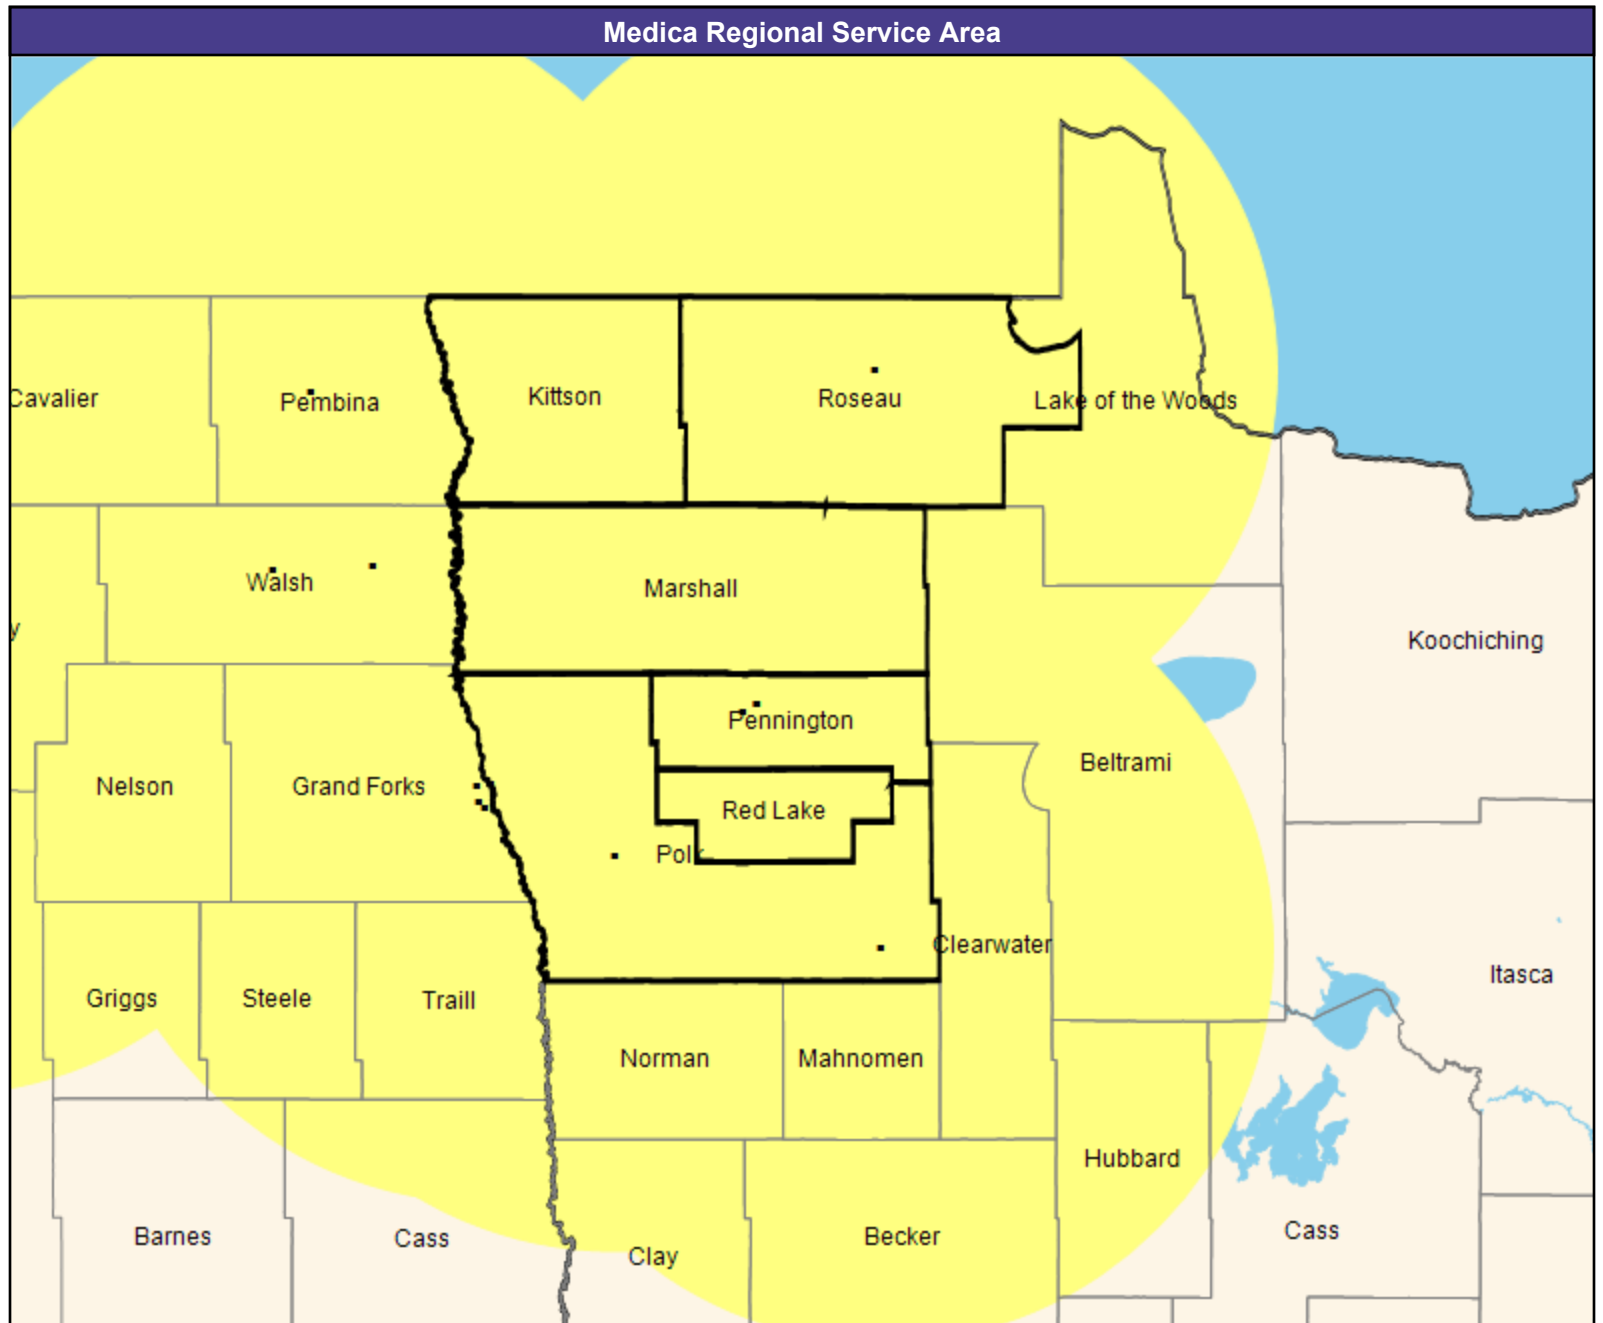 Medica Regional Service Area
Cavalier
Pembina
Kittson
Roseau
Lake of the Woods
Walsh
Marshall
y
Koochiching
Pennington
Beltrami
Nelson
Grand Forks
Red Lake
Polk
Clearwater
Griggs
Steele
Traill
Itasca
Norman
Mahnomen
Hubbard
Barnes
Cass
Clay
Becker
Cass